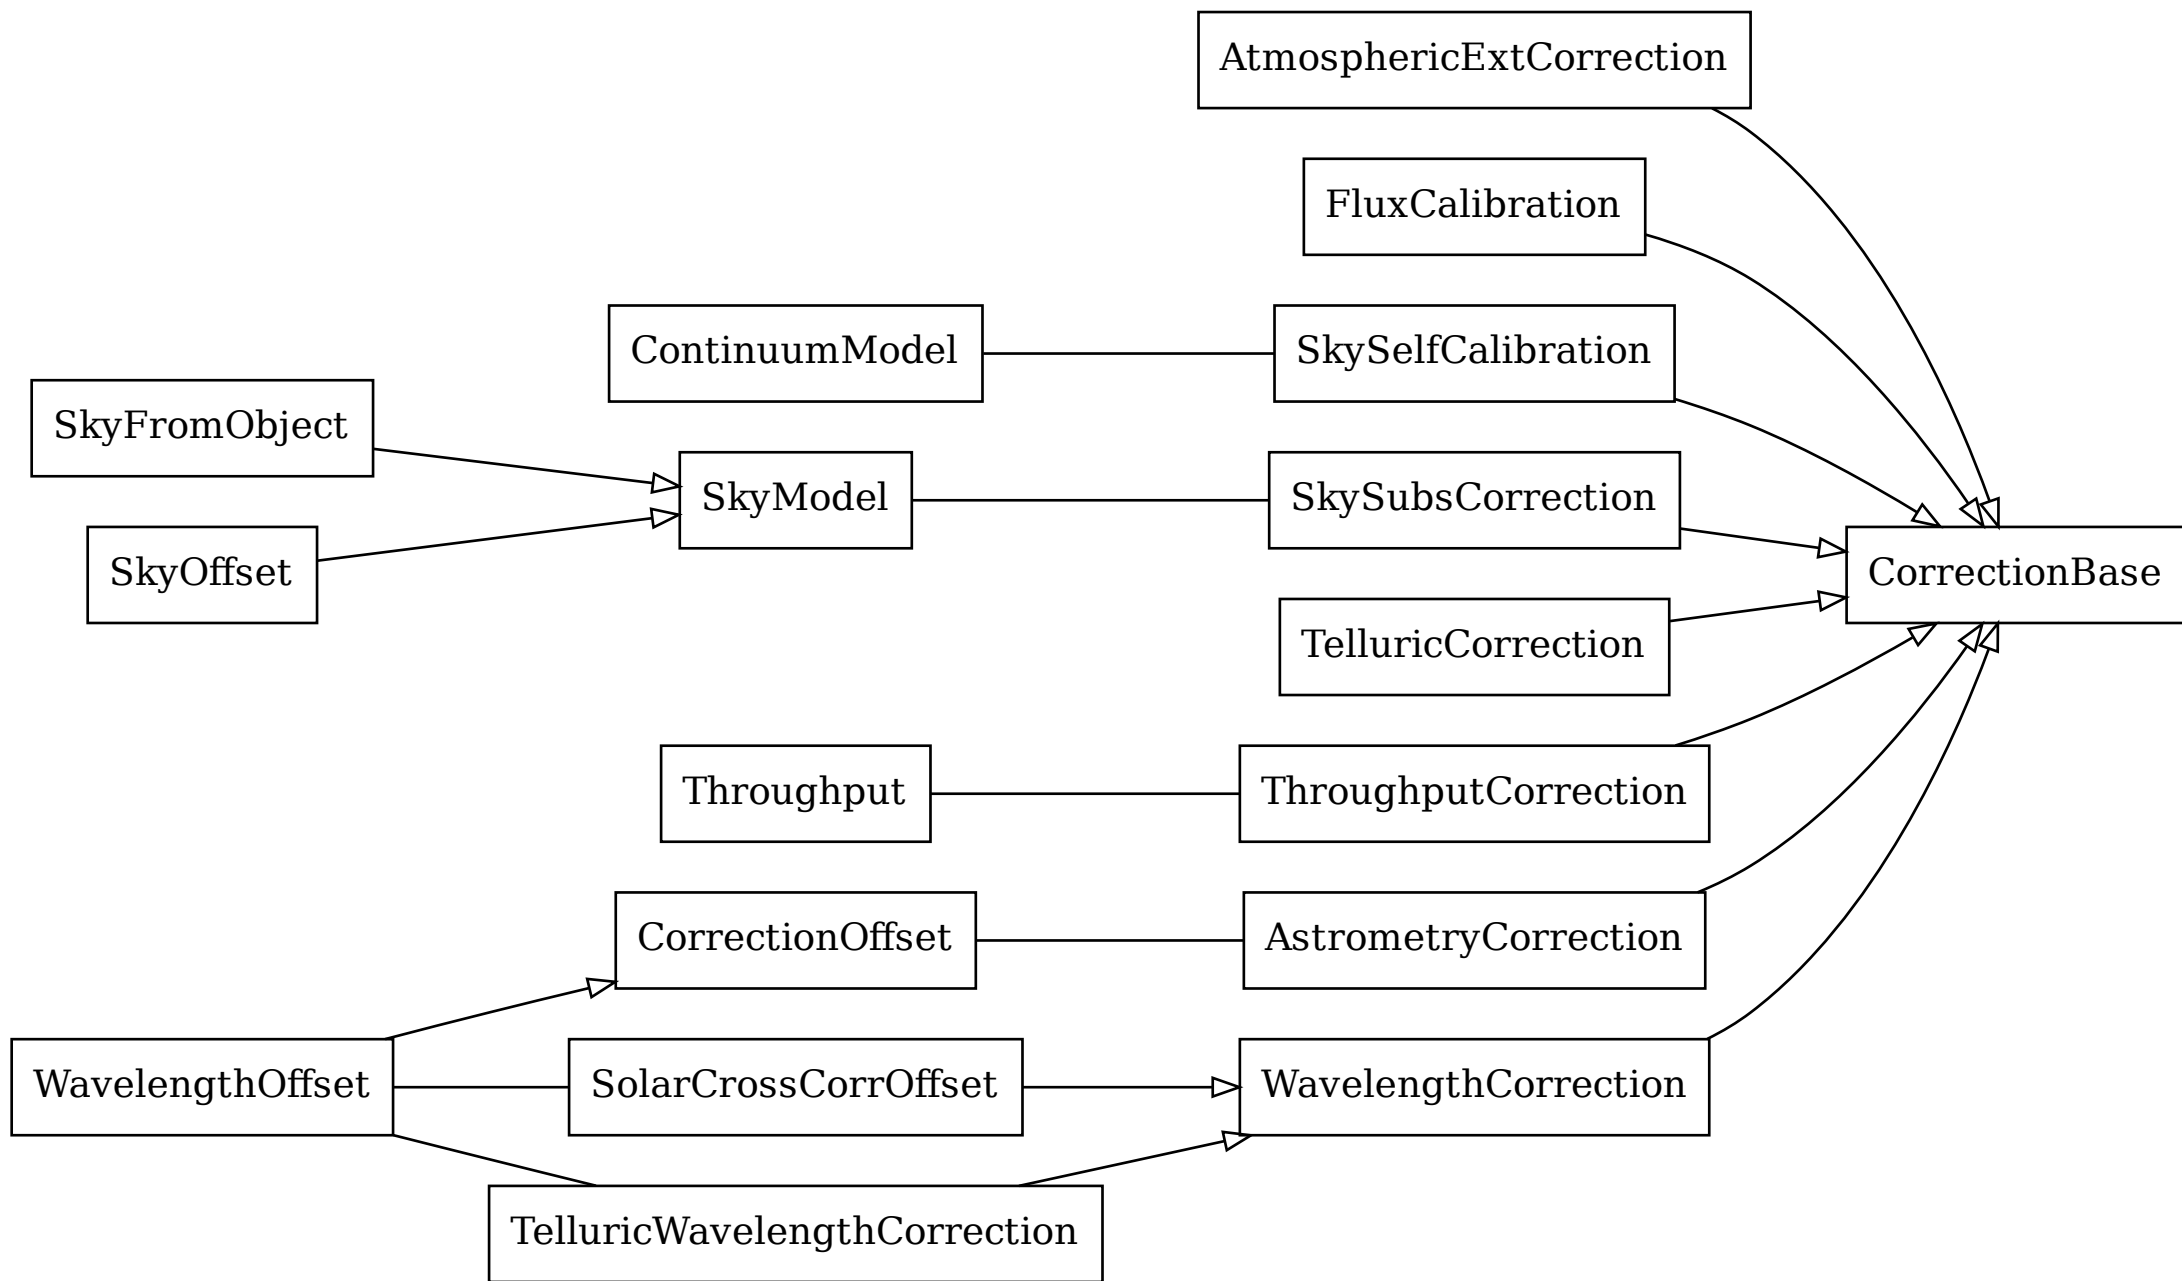 AtmosphericExtCorrection
FluxCalibration
ContinuumModel
SkySelfCalibration
SkyFromObject
SkyModel
SkySubsCorrection
SkyOffset
CorrectionBase
TelluricCorrection
Throughput
ThroughputCorrection
CorrectionOffset
AstrometryCorrection
WavelengthOffset
SolarCrossCorrOffset
WavelengthCorrection
TelluricWavelengthCorrection